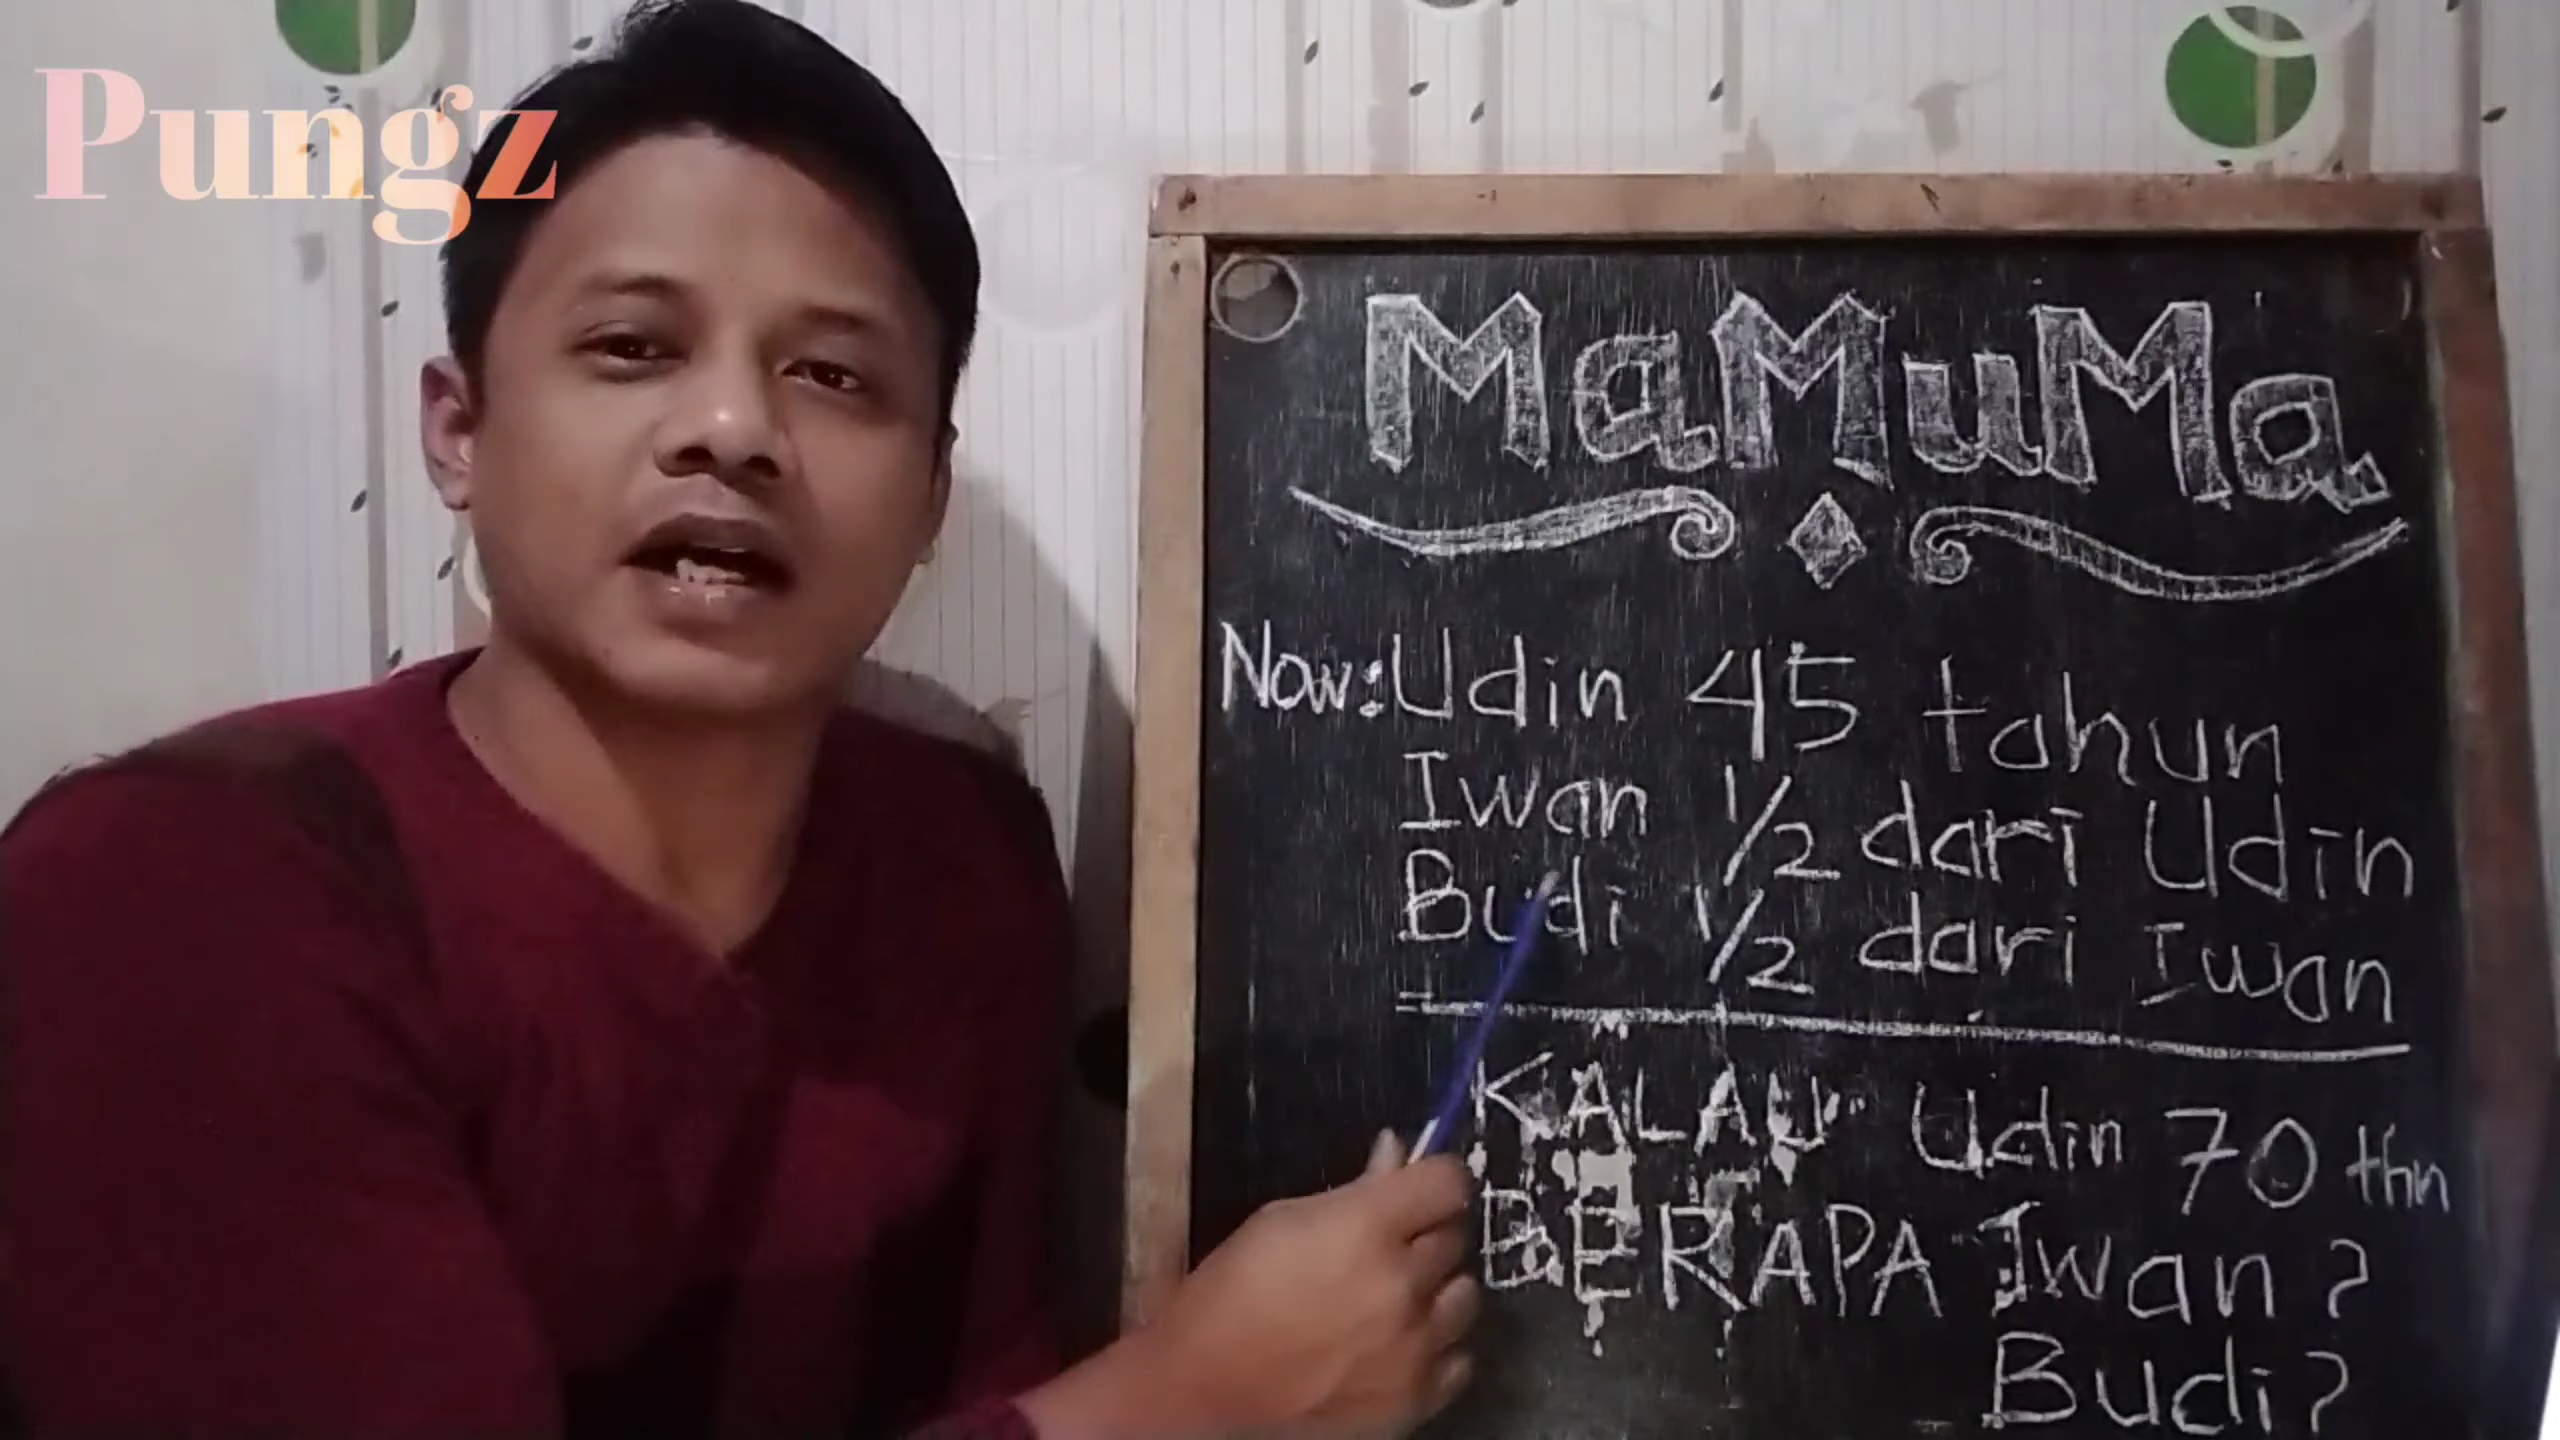 Pungz
MaMuMa
Now: Udin 45 tahun
Iwan 1/2 dari Udin
Budi 1/2 dari Iwan
KALAU Udin 70 thn
BERAPA Iwan?
Budi?